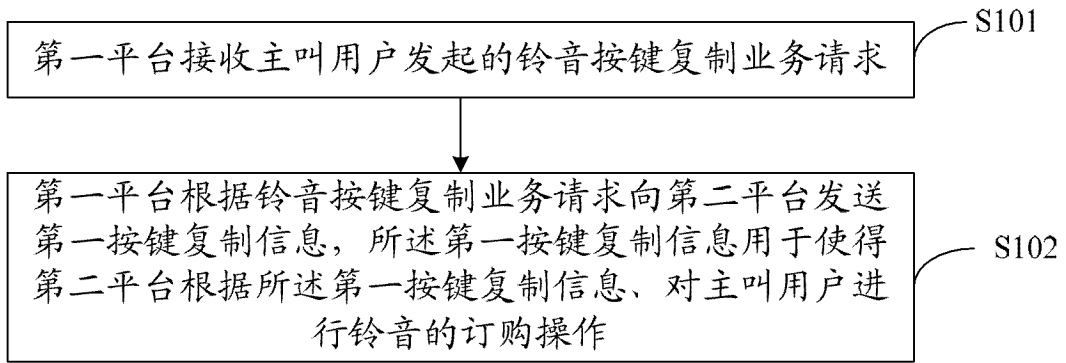 第一平台接收主叫用户发起的铃音按键复制业务请求
S101
第一平台根据铃音按键复制业务请求向第二平台发送
第一按键复制信息，所述第一按键复制信息用于使得
第二平台根据所述第一按键复制信息、对主叫用户进
行铃音的订购操作
S102